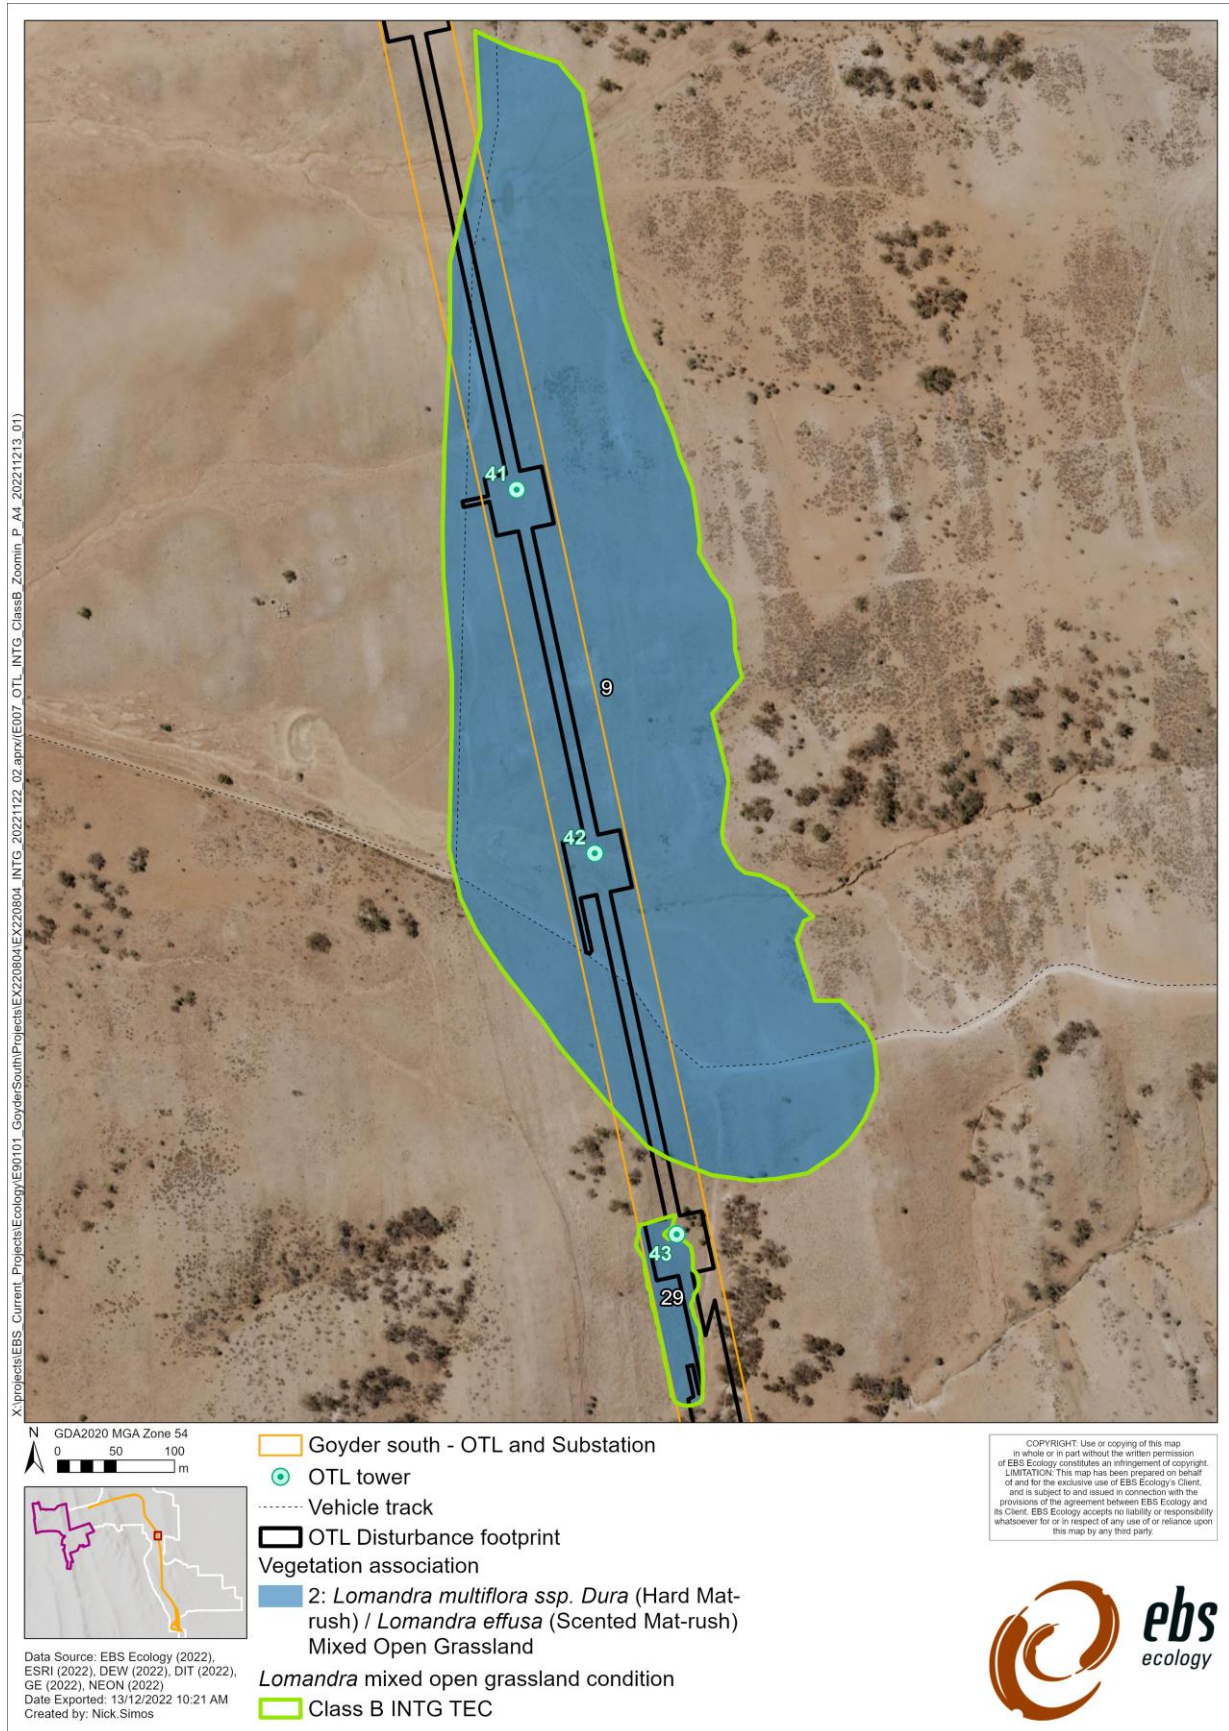 41
9
42
43
29
X:\projects\EBS_Current_Projects\Ecology\E90101_GoyderSouth\Projects\EX220804\EX220804_INTG_20221122_02.aprx/(E007_OTL_INTG_ClassB_Zoomin_P_A4_202211213_01)
N
GDA2020 MGA Zone 54
0 50 100
m
Data Source: EBS Ecology (2022),
ESRI (2022), DEW (2022), DIT (2022),
GE (2022), NEON (2022)
Date Exported: 13/12/2022 10:21 AM
Created by: Nick.Simos
Goyder south - OTL and Substation
OTL tower
Vehicle track
OTL Disturbance footprint
Vegetation association
2: Lomandra multiflora ssp. Dura (Hard Mat-
rush) / Lomandra effusa (Scented Mat-rush)
Mixed Open Grassland
Lomandra mixed open grassland condition
Class B INTG TEC
COPYRIGHT: Use or copying of this map
in whole or in part without the written permission
of EBS Ecology constitutes an infringement of copyright.
LIMITATION: This map has been prepared on behalf
of and for the exclusive use of EBS Ecology's Client,
and is subject to and issued in connection with the
provisions of the agreement between EBS Ecology and
its Client. EBS Ecology accepts no liability or responsibility
whatsoever for or in respect of any use of or reliance upon
this map by any third party.
ebs
ecology